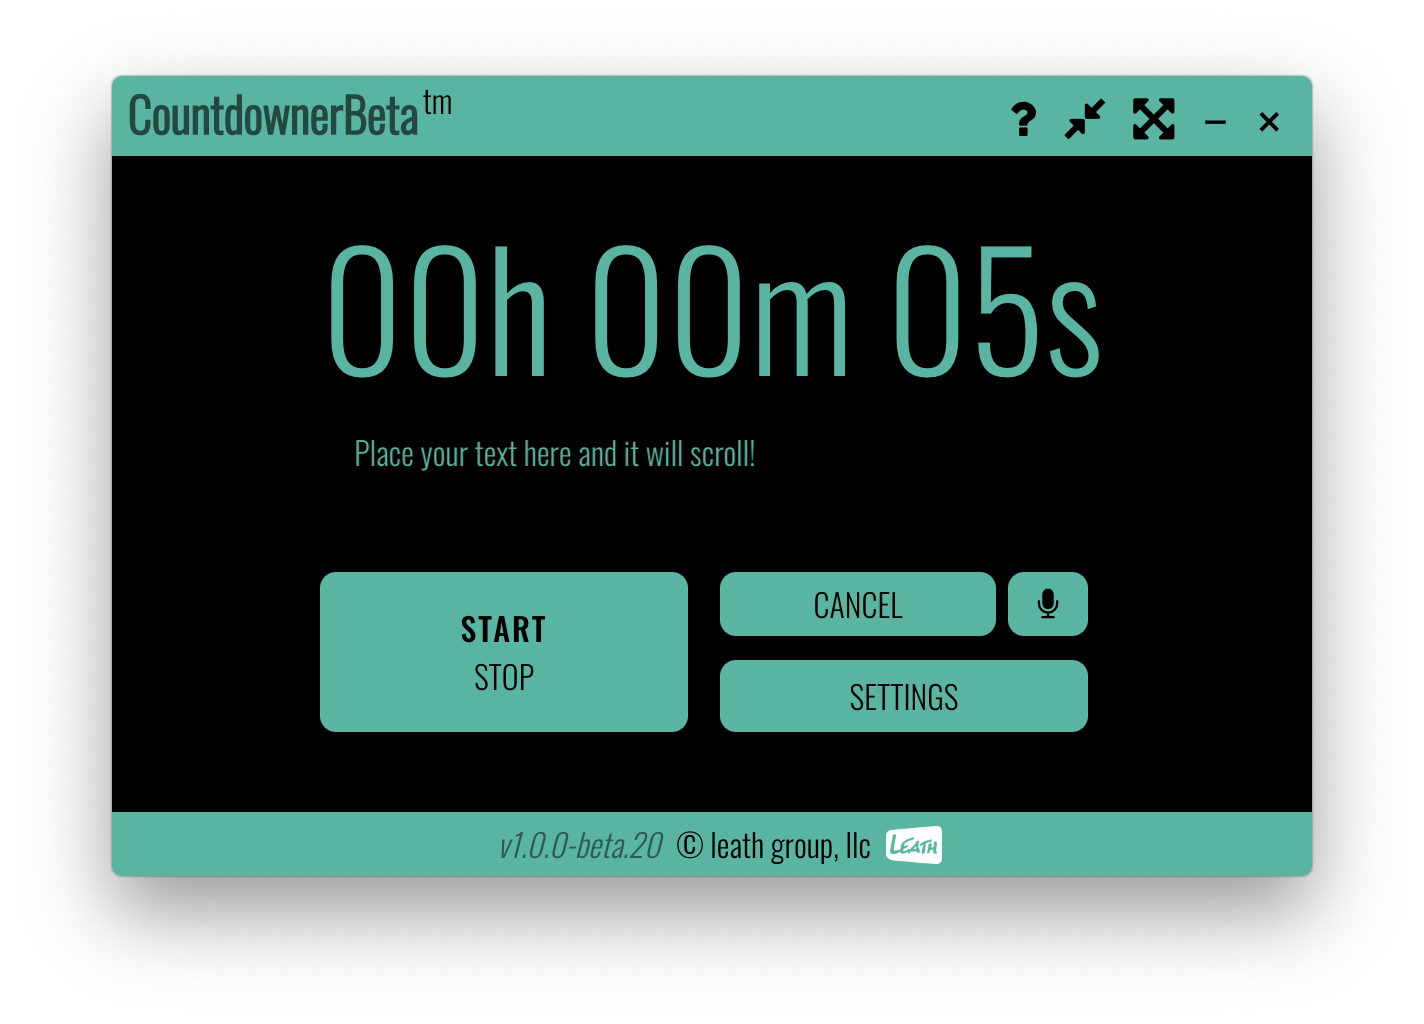 CountdownerBeta tm
00h 00m 05s
Place your text here and it will scroll!
START
STOP
CANCEL
SETTINGS
v1.0.0-beta.20 © leath group, llc LEATH